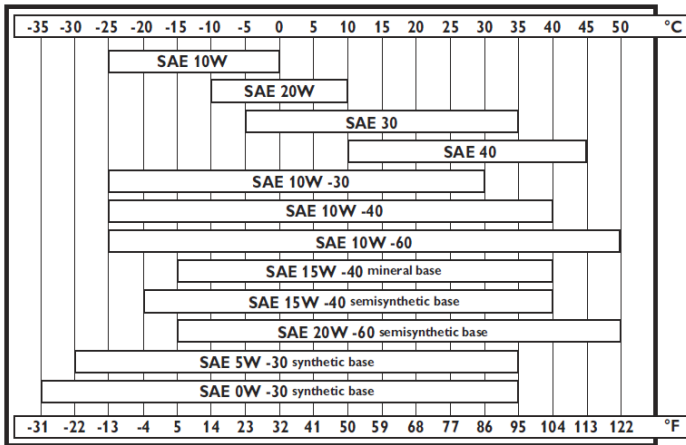 -35 -30 -25 -20 -15 -10 -5 0 5 10 15 20 25 30 35 40 45 50 °C
SAE 10W
SAE 20W
SAE 30
SAE 40
SAE 10W -30
SAE 10W -40
SAE 10W -60
SAE 15W -40 mineral base
SAE 15W -40 semisynthetic base
SAE 20W -60 semisynthetic base
SAE 5W -30 synthetic base
SAE 0W -30 synthetic base
-31 -22 -13 -4 5 14 23 32 41 50 59 68 77 86 95 104 113 122 °F